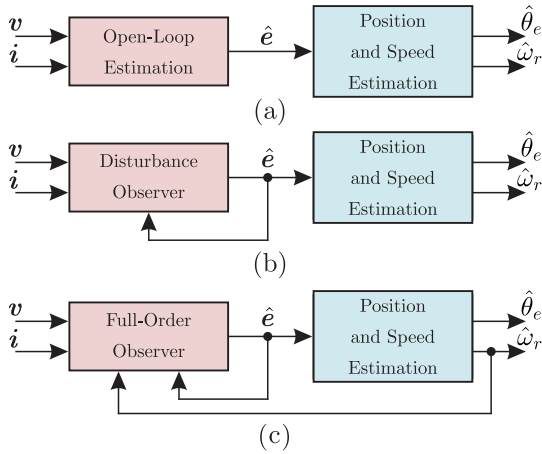 v
i
Open-Loop
Estimation
ê
Position
and Speed
Estimation
θ̂e
ω̂r
(a)
v
i
Disturbance
Observer
ê
Position
and Speed
Estimation
θ̂e
ω̂r
(b)
v
i
Full-Order
Observer
ê
Position
and Speed
Estimation
θ̂e
ω̂r
(c)